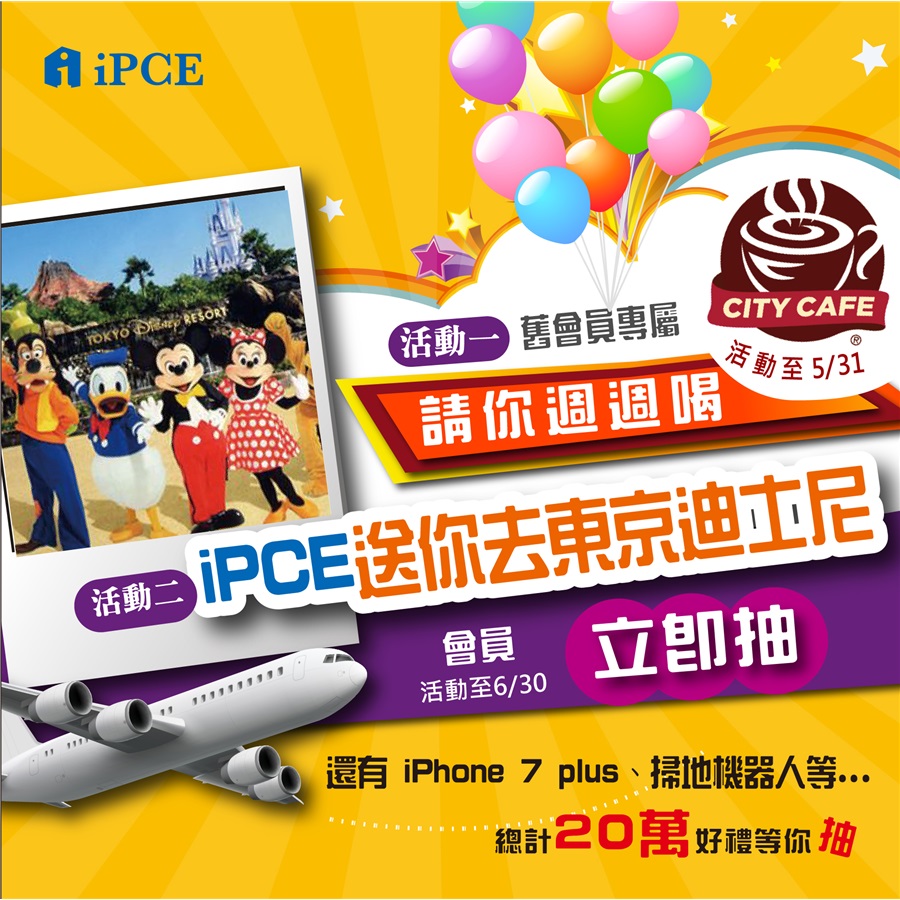 iPCE
TOKYO Disney RESORT
CITY CAFE
®
活動至 5/31
活動一 舊會員專屬
請你週週喝
活動二 iPCE送你去東京迪士尼
會員
活動至6/30
立即抽
還有 iPhone 7 plus、掃地機器人等...
總計20萬好禮等你抽